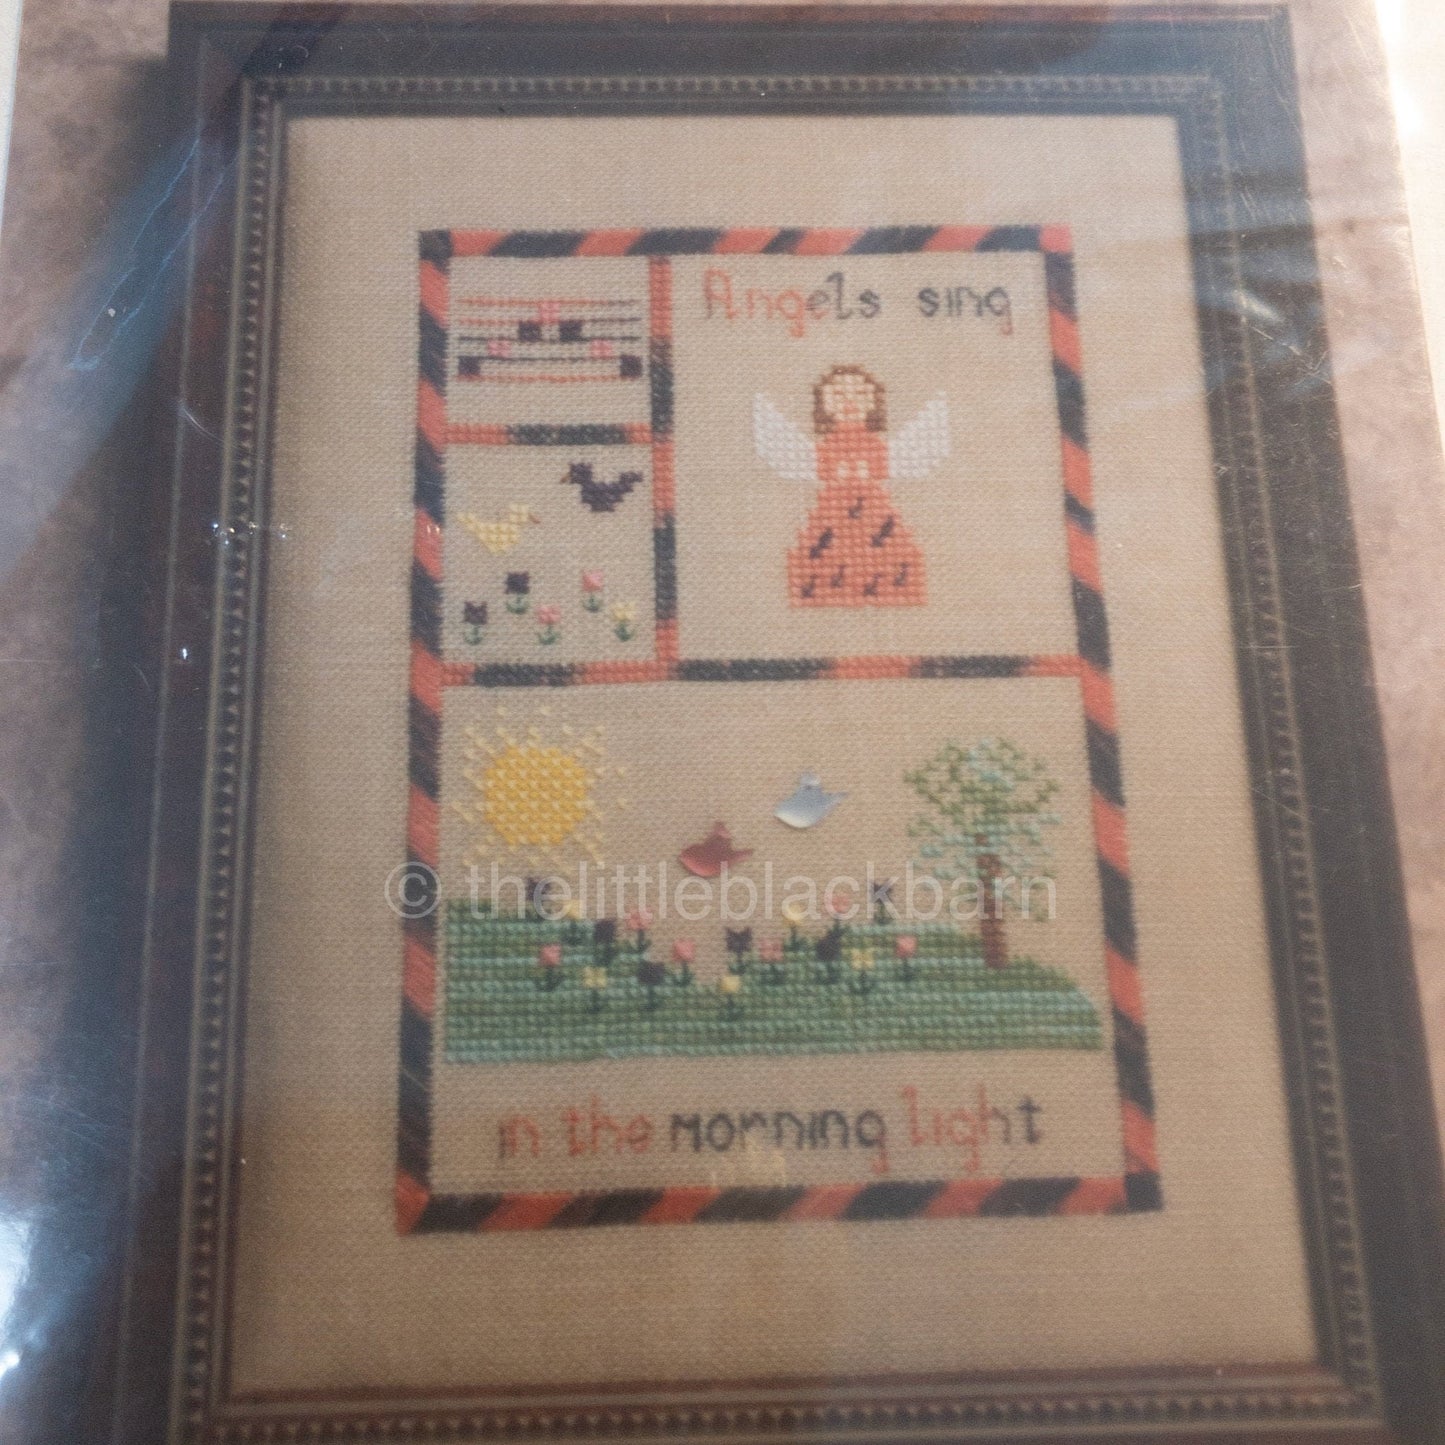 Angels sing
© thelittleblackbarn
in the morning light